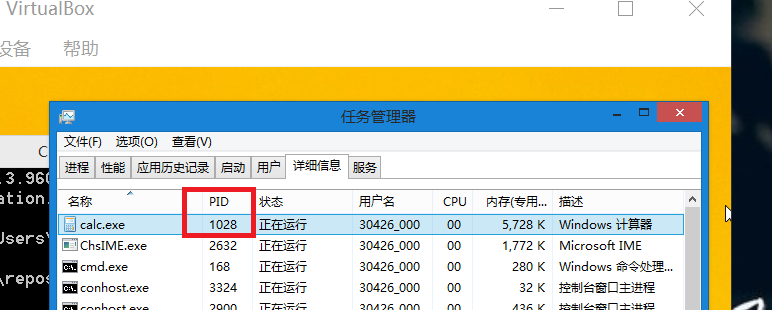 VirtualBox
设备 帮助
任务管理器
文件(F) 选项(O) 查看(V)
进程 性能 应用历史记录 启动 用户 详细信息 服务
名称 PID 状态 用户名 CPU 内存(专用... 描述
calc.exe 1028 正在运行 30426_000 00 5,728 K Windows 计算器
ChsIME.exe 2632 正在运行 30426_000 00 1,772 K Microsoft IME
cmd.exe 168 正在运行 30426_000 00 280 K Windows 命令处理...
conhost.exe 3324 正在运行 30426_000 00 32 K 控制台窗口主进程
conhost.exe 2900 正在运行 30426_000 00 436 K 控制台窗口主进程
C
.3.960
ation.
Users\
\repos